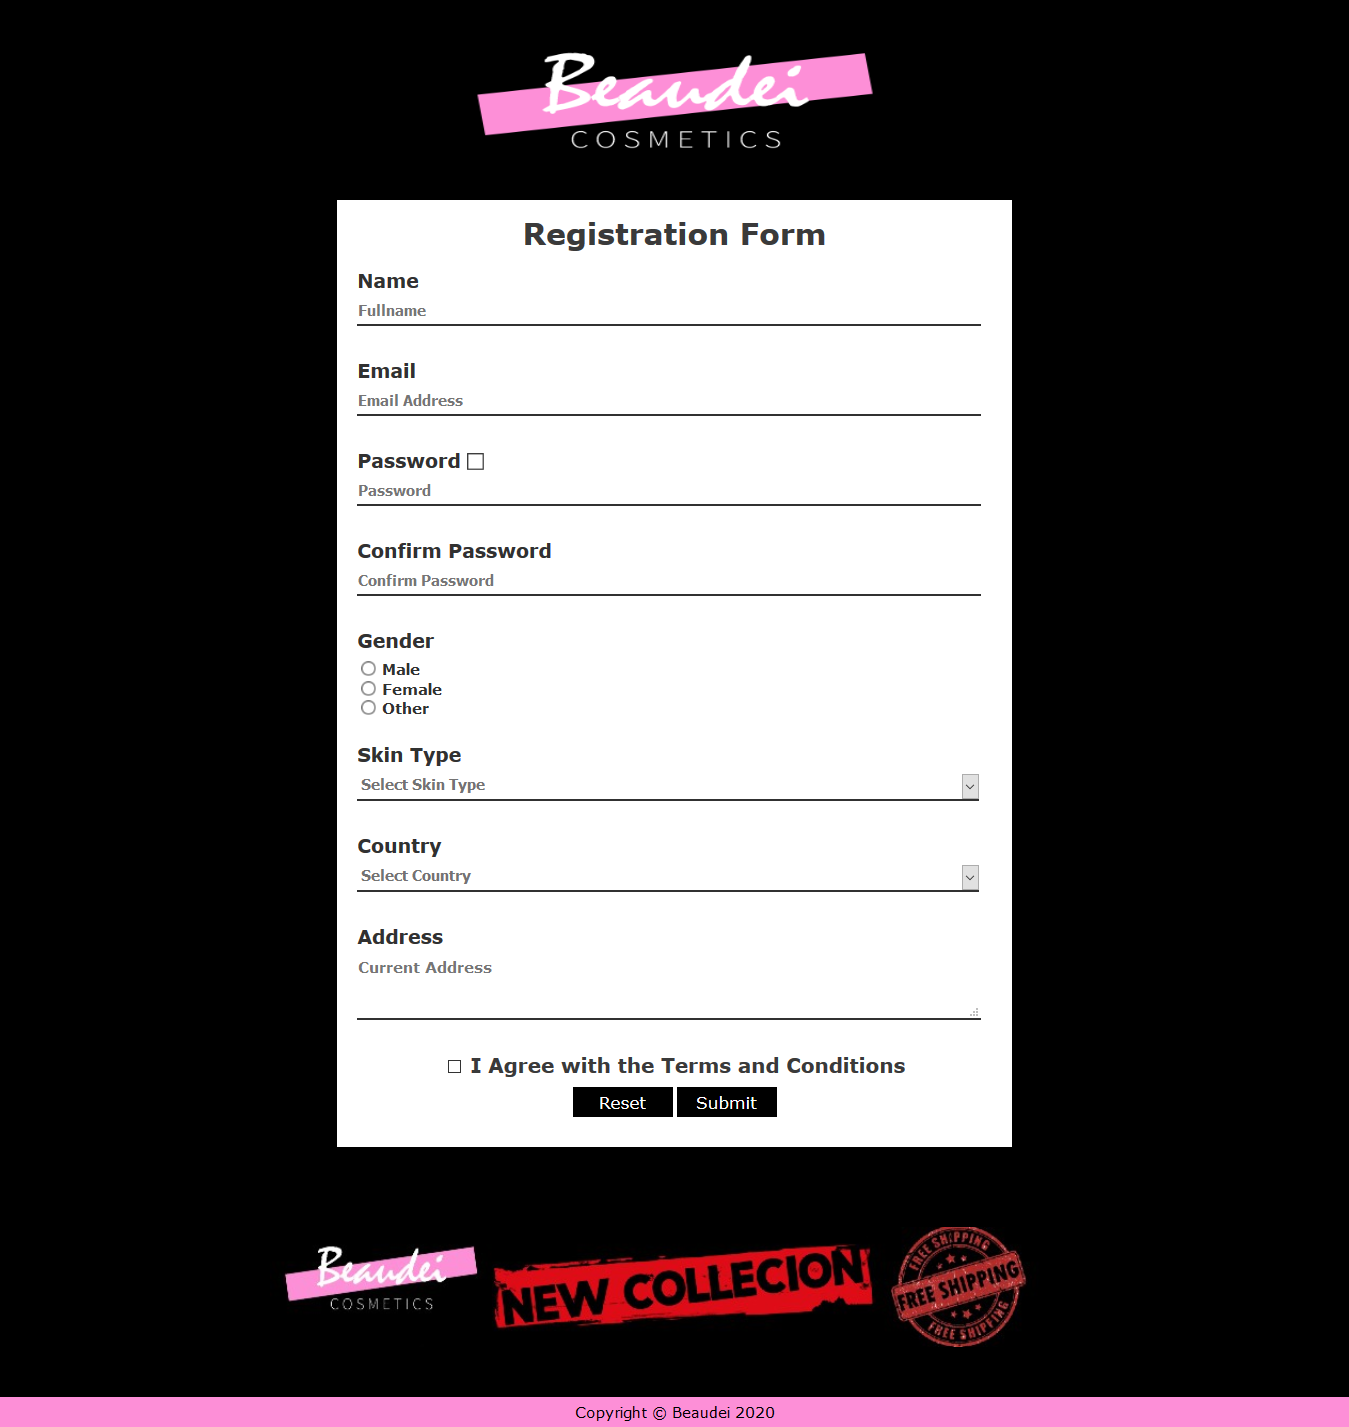 Beaudei
COSMETICS
Registration Form
Name
Fullname
Email
Email Address
Password
Password
Confirm Password
Confirm Password
Gender
Male
Female
Other
Skin Type
Select Skin Type
Country
Select Country
Address
Current Address
I Agree with the Terms and Conditions
Reset Submit
Beaudei
COSMETICS
NEW COLLECION
FREE SHIPPING
FREE SHIPPING
FREE SHIPPING
Copyright © Beaudei 2020